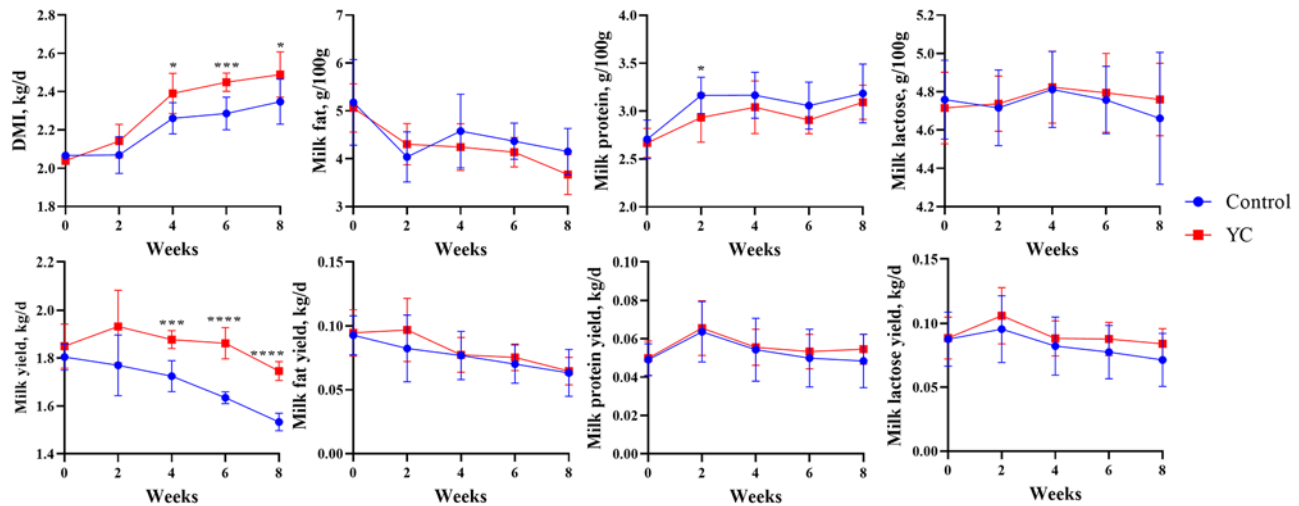 DMI, kg/d
2.8
2.6
2.4
2.2
2.0
1.8
* *** *
0 2 4 6 8
Weeks
Milk fat, g/100g
7
6
5
4
3
0 2 4 6 8
Weeks
Milk protein, g/100g
4.0
3.5
3.0
2.5
2.0
*
0 2 4 6 8
Weeks
Milk lactose, g/100g
5.2
5.0
4.8
4.6
4.4
4.2
0 2 4 6 8
Weeks
Control
YC
Milk yield, kg/d
2.2
2.0
1.8
1.6
1.4
*** **** ****
0 2 4 6 8
Weeks
Milk fat yield, kg/d
0.15
0.10
0.05
0.00
0 2 4 6 8
Weeks
Milk protein yield, kg/d
0.10
0.08
0.06
0.04
0.02
0.00
0 2 4 6 8
Weeks
Milk lactose yield, kg/d
0.15
0.10
0.05
0.00
0 2 4 6 8
Weeks